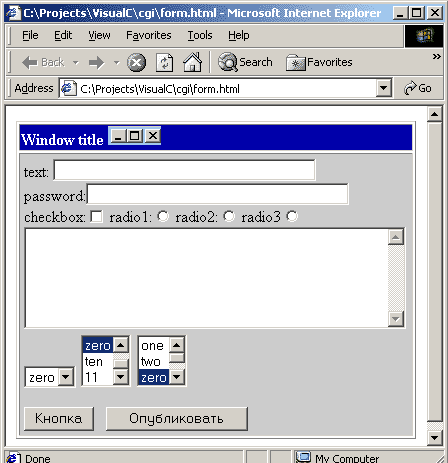 C:\Projects\VisualC\cgi\form.html - Microsoft Internet Explorer
File Edit View Favorites Tools Help
Back Search Favorites »
Address C:\Projects\VisualC\cgi\form.html Go
Window title
text:
password:
checkbox: radio1: radio2: radio3
zero one
ten two
zero 11 zero
Кнопка Опубликовать
Done My Computer